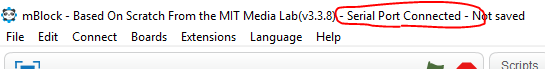 mBlock - Based On Scratch From the MIT Media Lab(v3.3.8) - Serial Port Connected - Not saved
File Edit Connect Boards Extensions Language Help
Scripts